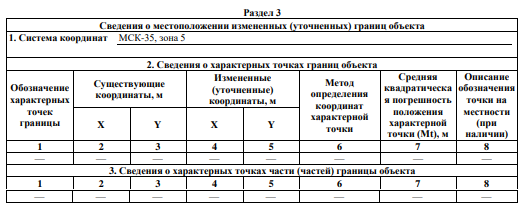 Раздел 3
Сведения о местоположении измененных (уточненных) границ объекта
1. Система координат МСК-35, зона 5
2. Сведения о характерных точках границ объекта
Обозначение характерных точек границы
Существующие координаты, м
Измененные (уточненные) координаты, м
Метод определения координат характерной точки
Средняя квадратическа я погрешность положения характерной точки (Mt), м
Описание обозначения точки на местности (при наличии)
X Y X Y
1 2 3 4 5 6 7 8
— — — — — — — —
3. Сведения о характерных точках части (частей) границы объекта
1 2 3 4 5 6 7 8
— — — — — — — —